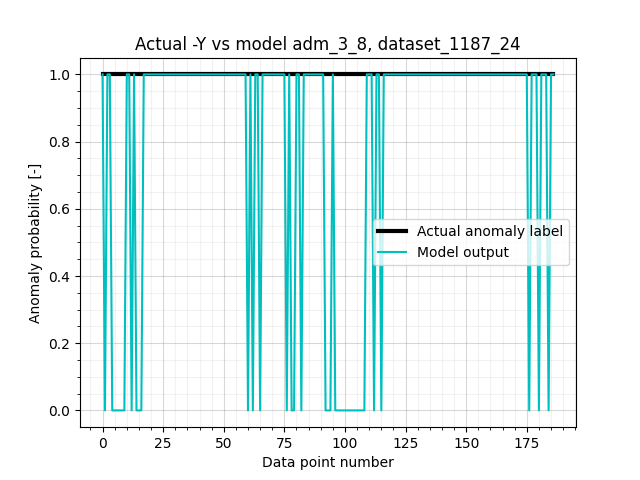 Actual -Y vs model adm_3_8, dataset_1187_24
1.0
0.8
0.6
0.4
0.2
0.0
Anomaly probability [-]
Actual anomaly label
Model output
0 25 50 75 100 125 150 175
Data point number